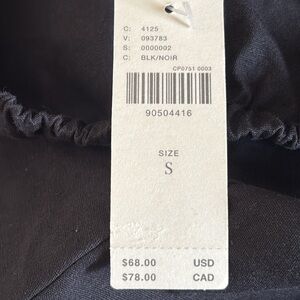 C: 4125
V: 093783
S: 0000002
C: BLK/NOIR
CP0751 0003
90504416
SIZE
S
$68.00 USD
$78.00 CAD